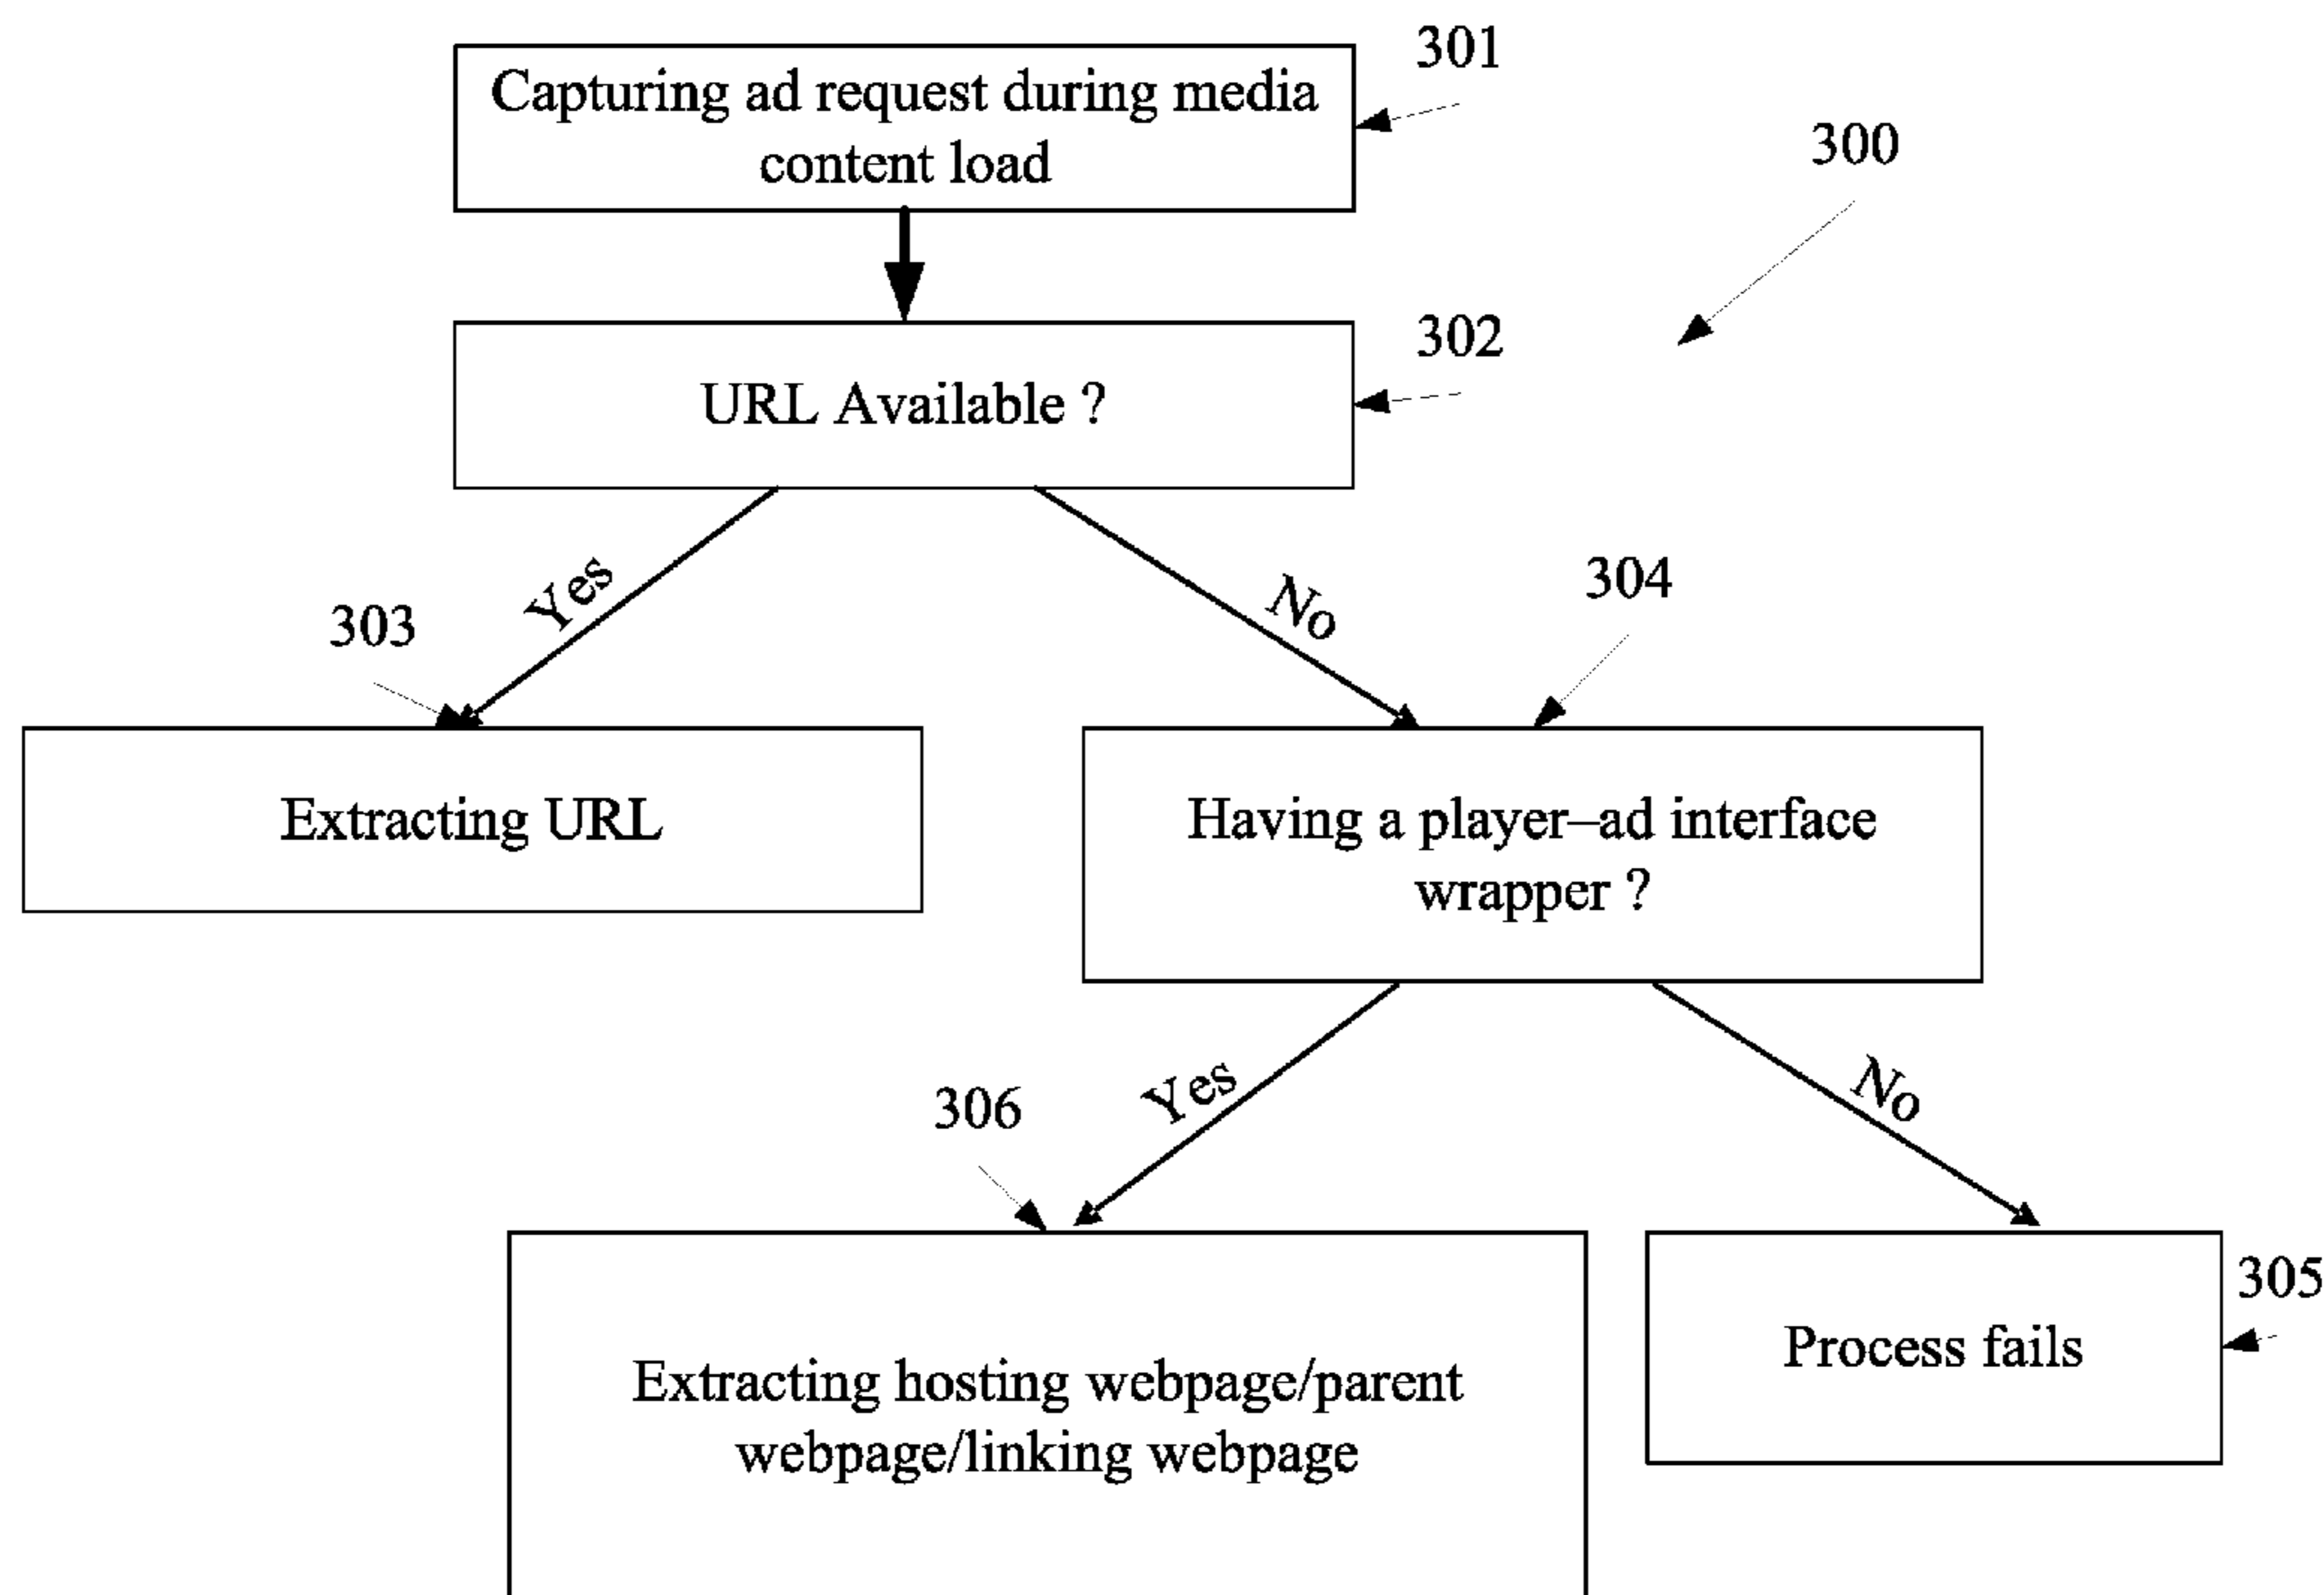 301
Capturing ad request during media
content load
300
302
URL Available ?
Yes
No
303
304
Extracting URL
Having a player–ad interface
wrapper ?
Yes
No
306
305
Extracting hosting webpage/parent
webpage/linking webpage
Process fails